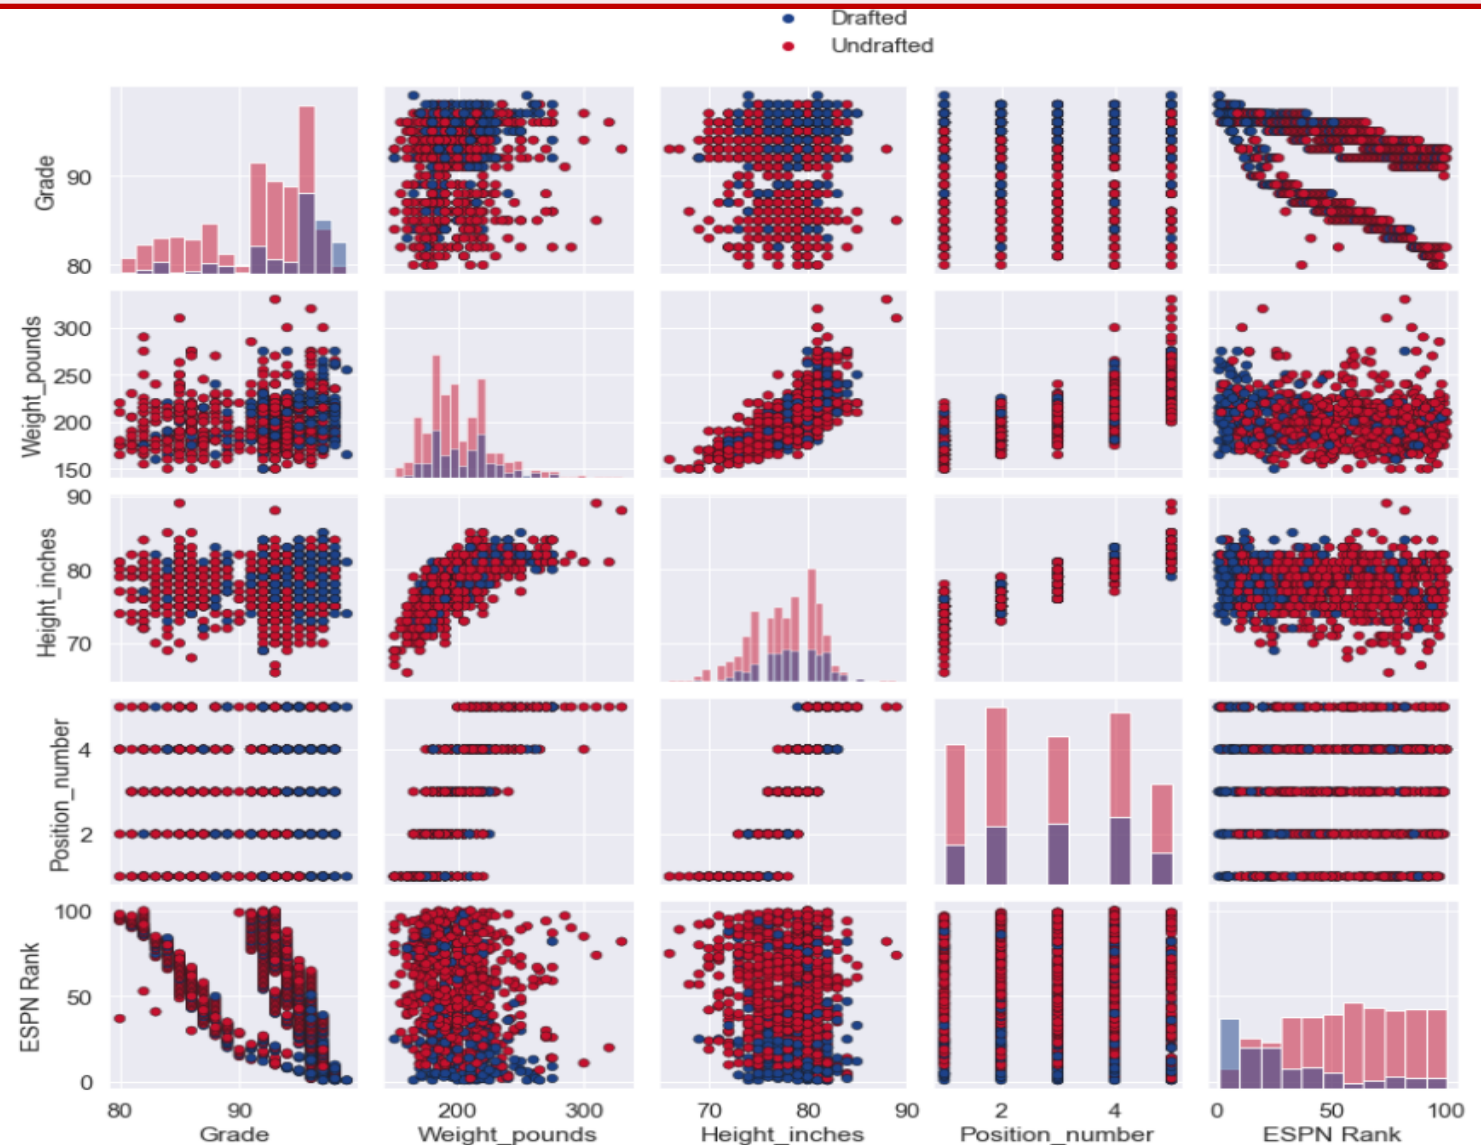 Drafted
Undrafted
Grade
90
80
Weight_pounds
300
250
200
150
Height_inches
90
80
70
Position_number
4
2
ESPN Rank
100
50
0
80 90 200 300 70 80 90 2 4 0 50 100
Grade Weight_pounds Height_inches Position_number ESPN Rank